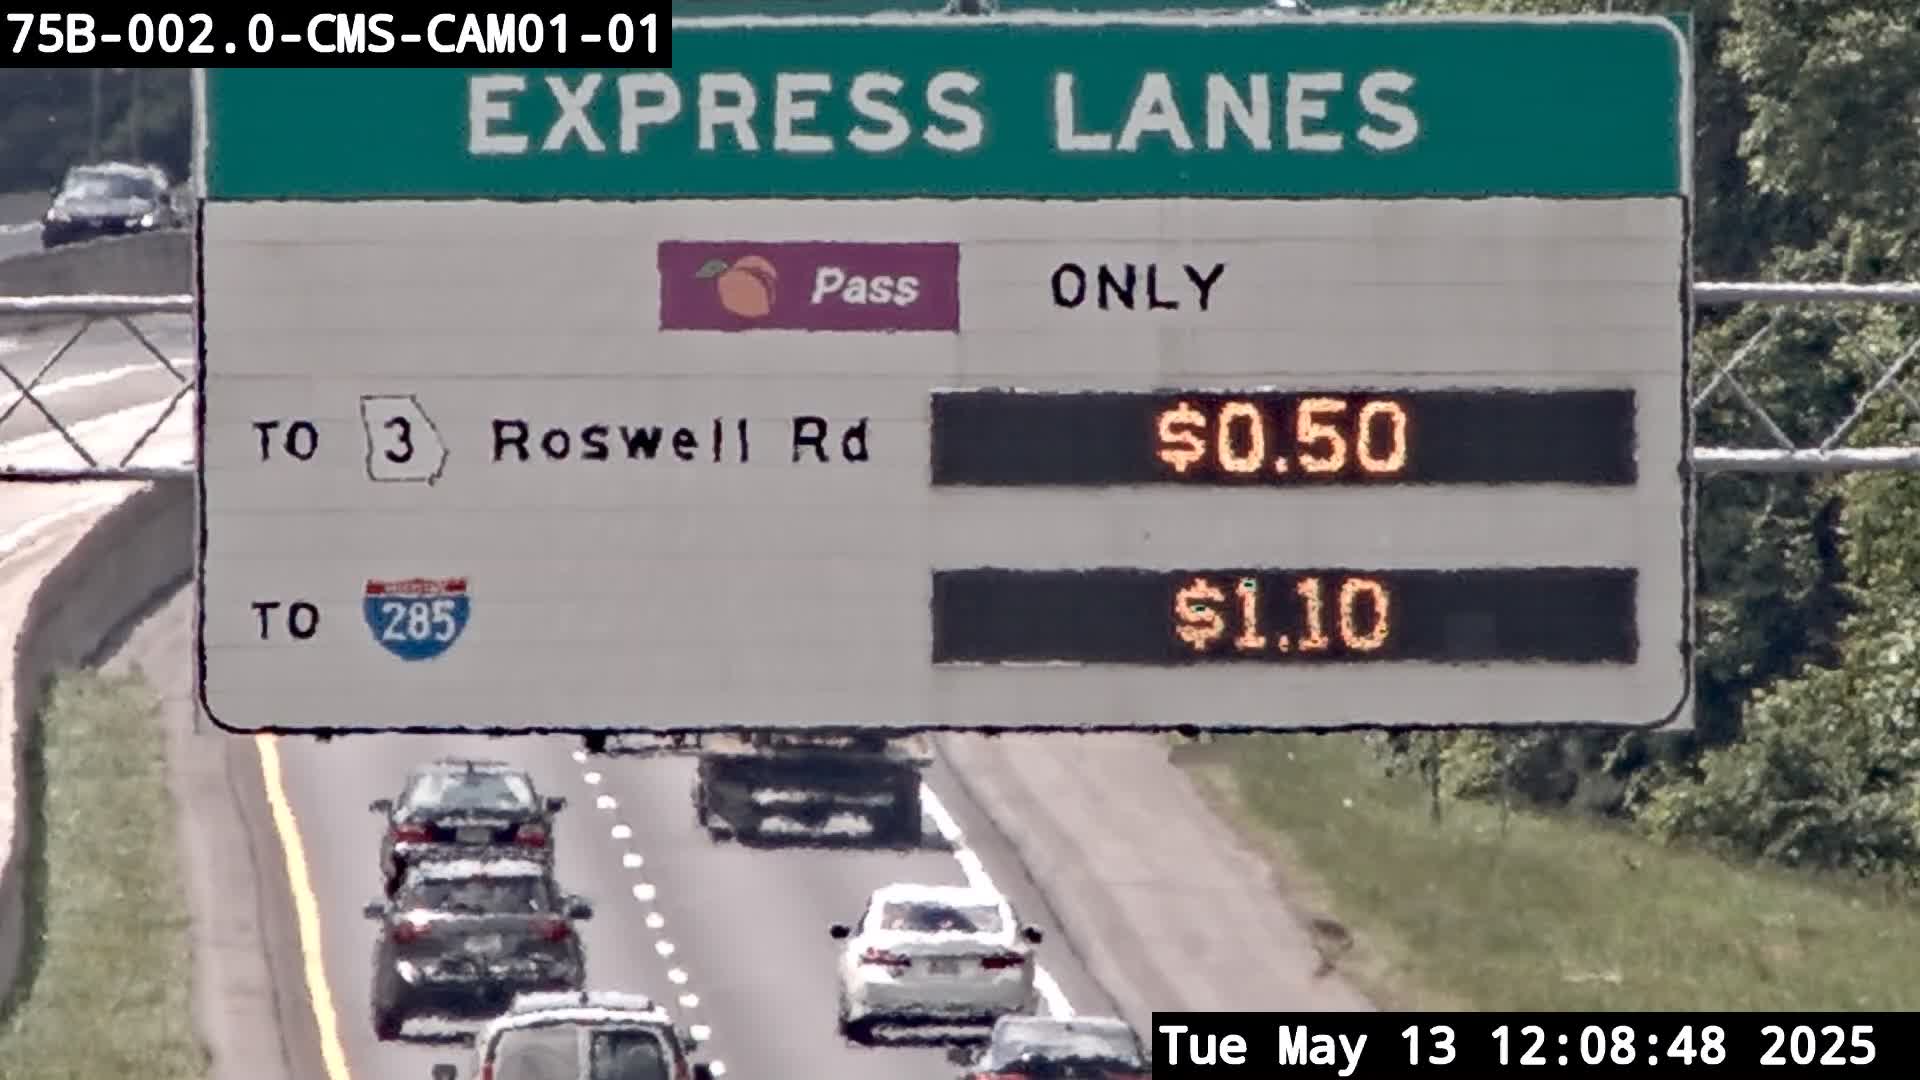 75B-002.0-CMS-CAM01-01
EXPRESS LANES
Pass ONLY
TO 3 Roswell Rd $0.50
TO 285 $1.10
Tue May 13 12:08:48 2025